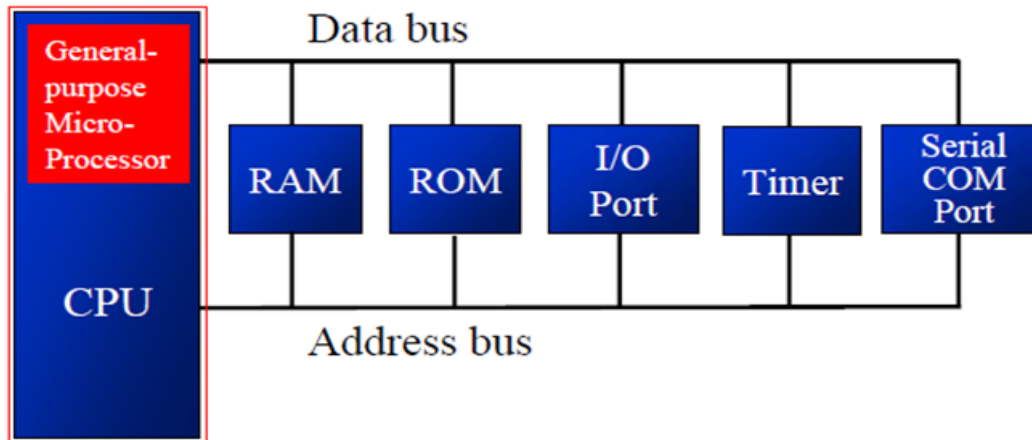 Data bus
General-
purpose
Micro-
Processor
CPU
RAM
ROM
I/O
Port
Timer
Serial
COM
Port
Address bus